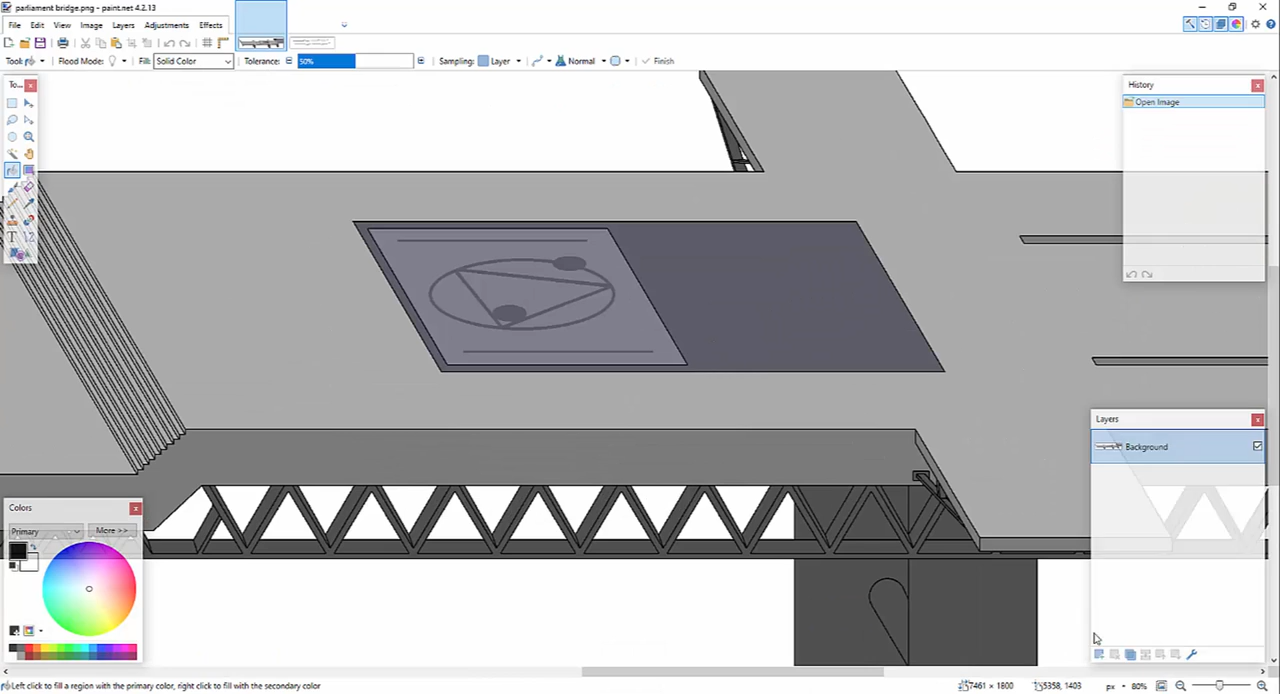 parliament bridge.png - paint.net 4.2.13
File Edit View Image Layers Adjustments Effects
Tool: Flood Mode: Fill: Solid Color Tolerance: 50% Sampling: Layer Normal Finish
To...
History
Open Image
Layers
Background
Colors
Primary More >>
Left click to fill a region with the primary color, right click to fill with the secondary color
7461 × 1800 5358, 1403 px 80%